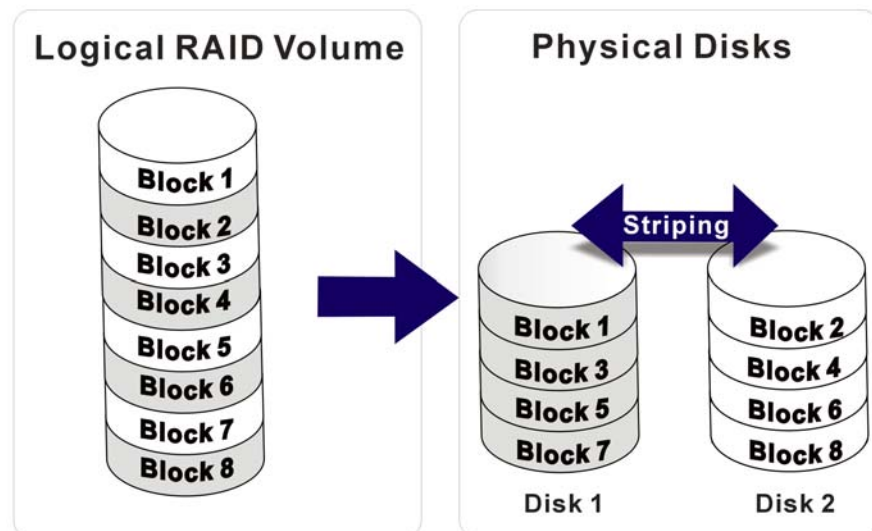 Logical RAID Volume
Block 1
Block 2
Block 3
Block 4
Block 5
Block 6
Block 7
Block 8
Physical Disks
Striping
Block 1
Block 3
Block 5
Block 7
Disk 1
Block 2
Block 4
Block 6
Block 8
Disk 2